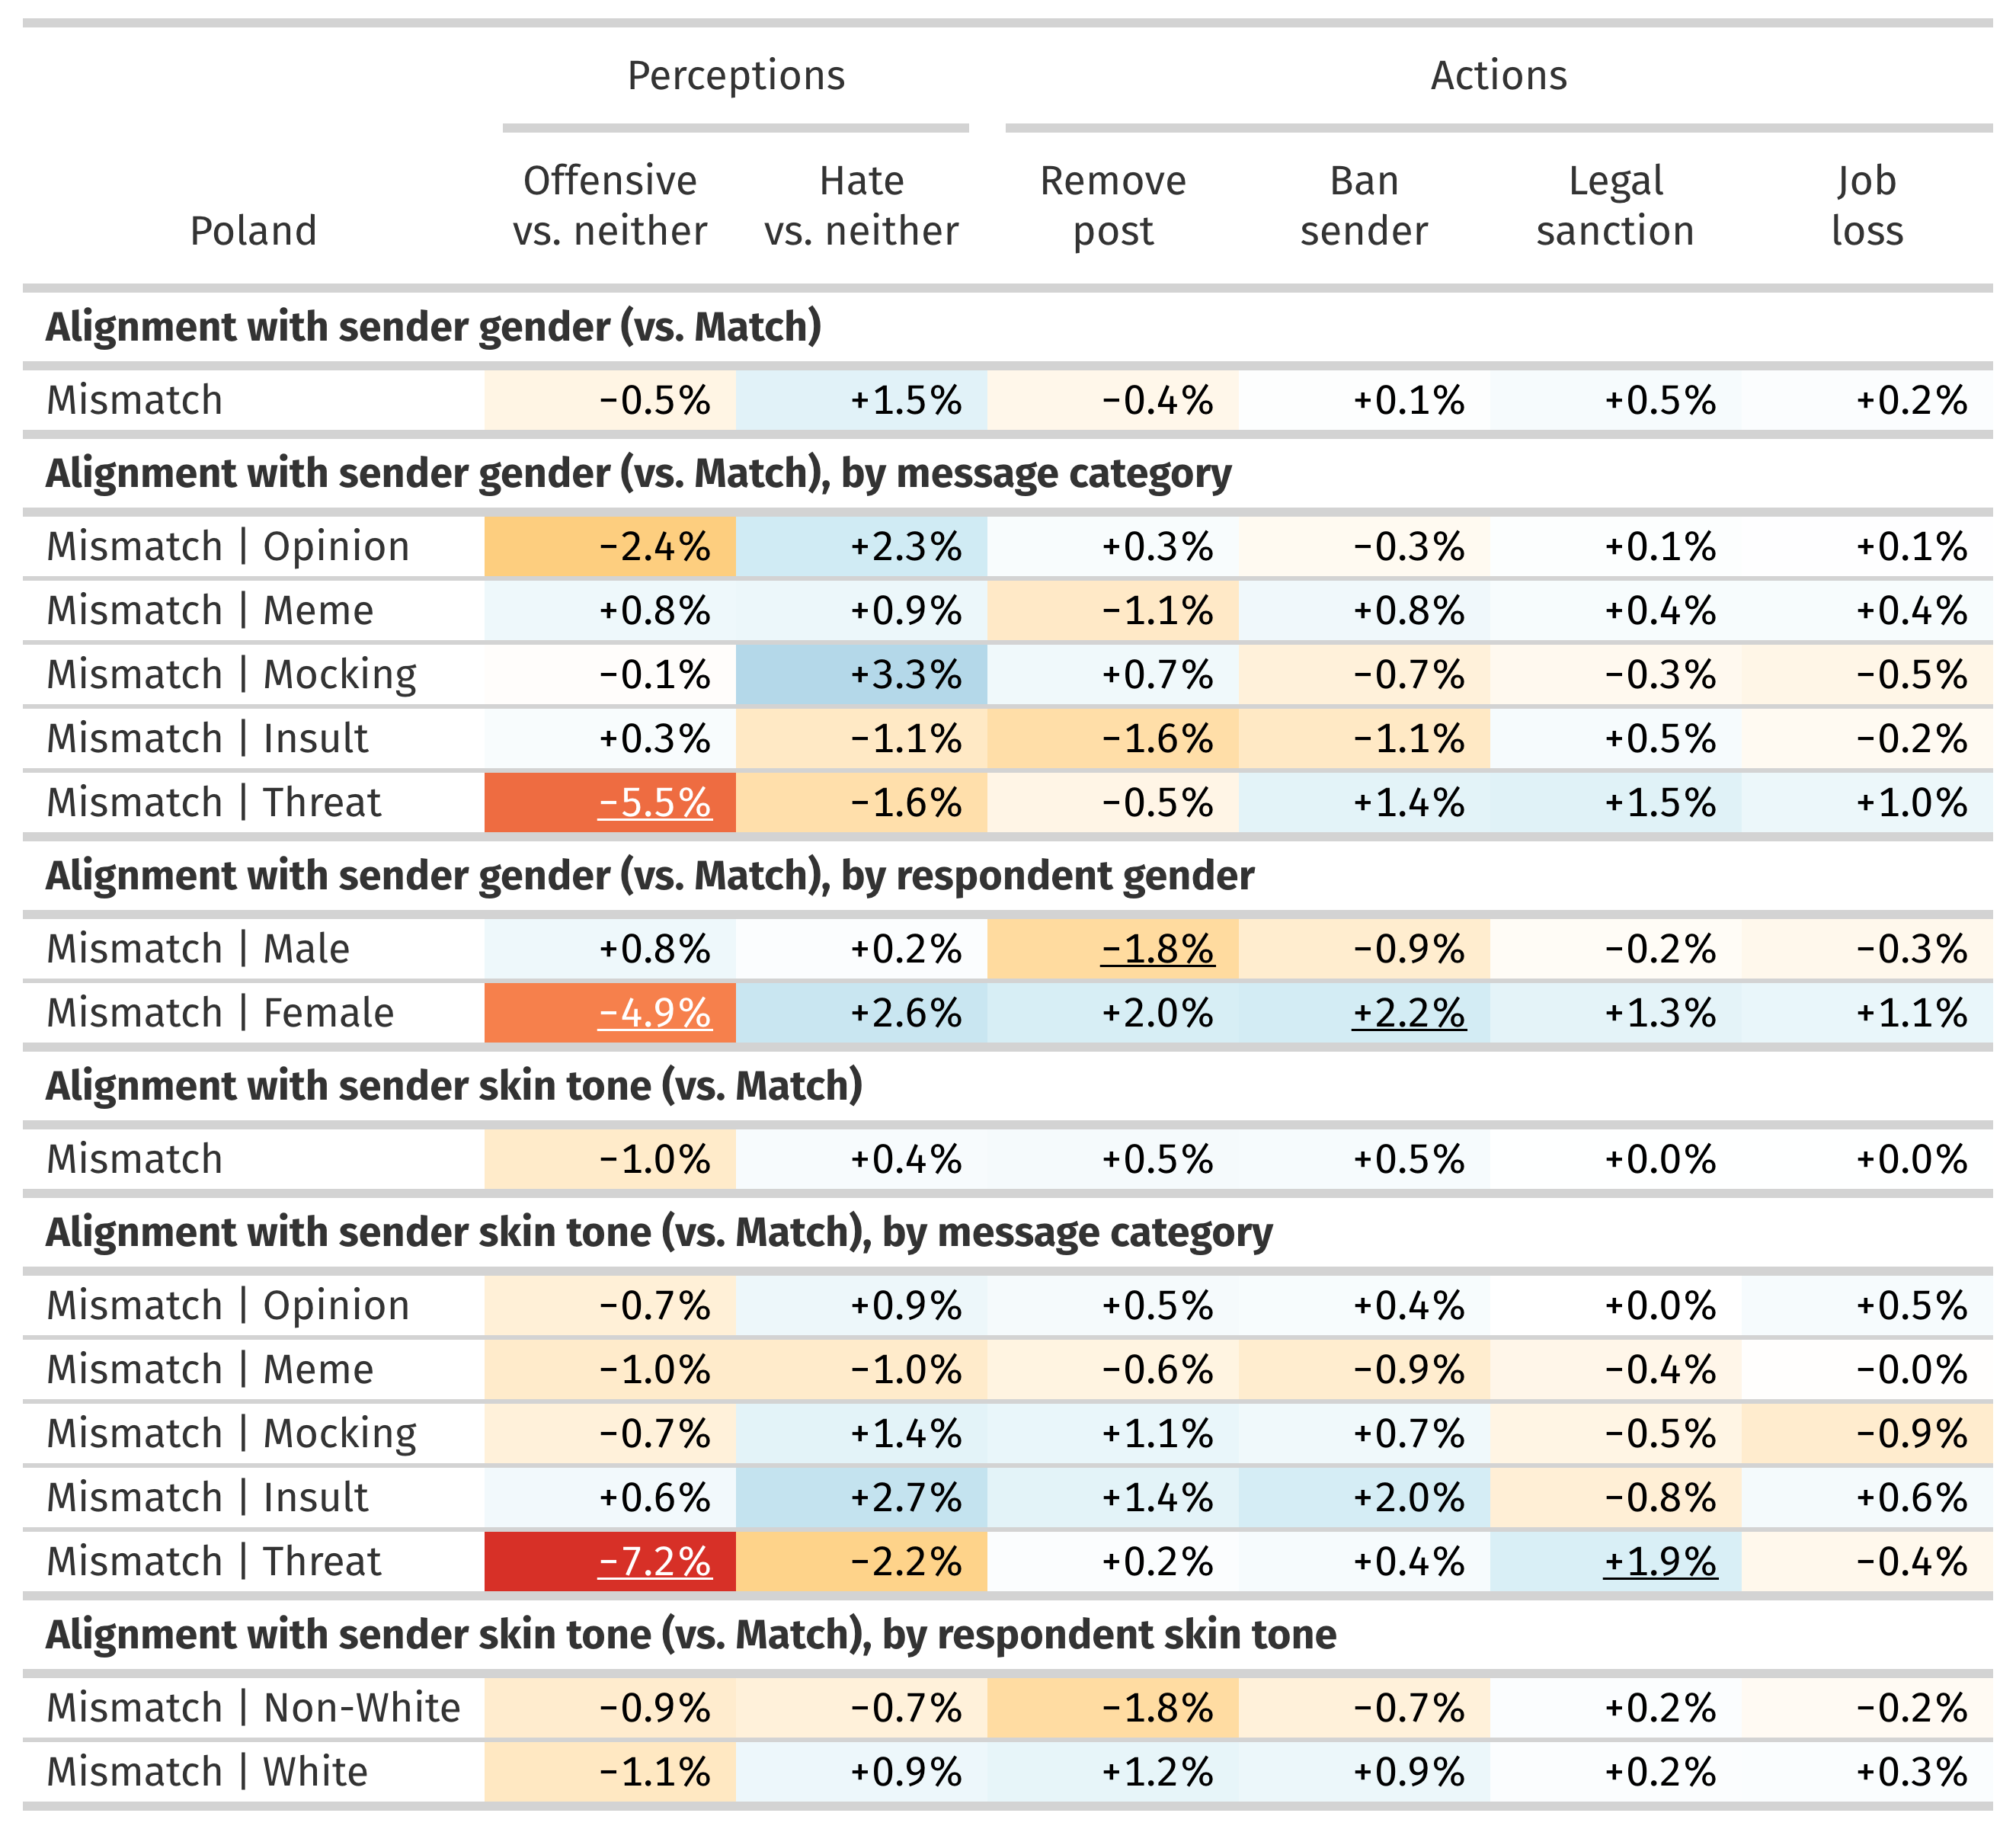 Perceptions Actions
Offensive Hate Remove Ban Legal Job
Poland vs. neither vs. neither post sender sanction loss
Alignment with sender gender (vs. Match)
Mismatch −0.5% +1.5% −0.4% +0.1% +0.5% +0.2%
Alignment with sender gender (vs. Match), by message category
Mismatch | Opinion −2.4% +2.3% +0.3% −0.3% +0.1% +0.1%
Mismatch | Meme +0.8% +0.9% −1.1% +0.8% +0.4% +0.4%
Mismatch | Mocking −0.1% +3.3% +0.7% −0.7% −0.3% −0.5%
Mismatch | Insult +0.3% −1.1% −1.6% −1.1% +0.5% −0.2%
Mismatch | Threat −5.5% −1.6% −0.5% +1.4% +1.5% +1.0%
Alignment with sender gender (vs. Match), by respondent gender
Mismatch | Male +0.8% +0.2% −1.8% −0.9% −0.2% −0.3%
Mismatch | Female −4.9% +2.6% +2.0% +2.2% +1.3% +1.1%
Alignment with sender skin tone (vs. Match)
Mismatch −1.0% +0.4% +0.5% +0.5% +0.0% +0.0%
Alignment with sender skin tone (vs. Match), by message category
Mismatch | Opinion −0.7% +0.9% +0.5% +0.4% +0.0% +0.5%
Mismatch | Meme −1.0% −1.0% −0.6% −0.9% −0.4% −0.0%
Mismatch | Mocking −0.7% +1.4% +1.1% +0.7% −0.5% −0.9%
Mismatch | Insult +0.6% +2.7% +1.4% +2.0% −0.8% +0.6%
Mismatch | Threat −7.2% −2.2% +0.2% +0.4% +1.9% −0.4%
Alignment with sender skin tone (vs. Match), by respondent skin tone
Mismatch | Non-White −0.9% −0.7% −1.8% −0.7% +0.2% −0.2%
Mismatch | White −1.1% +0.9% +1.2% +0.9% +0.2% +0.3%